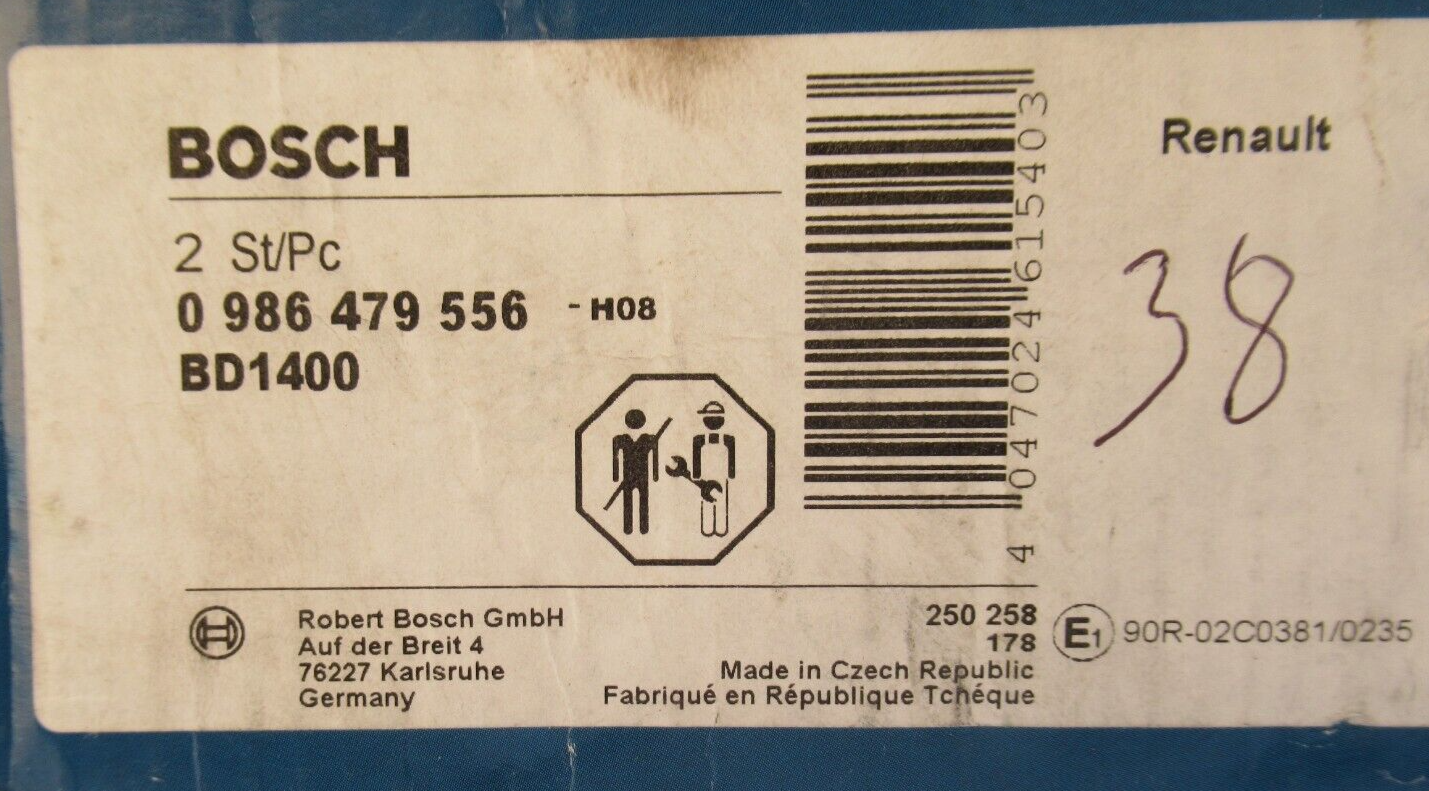 BOSCH
2 St/Pc
0 986 479 556 - H08
BD1400
4 047024 615403
Renault
38
Robert Bosch GmbH
Auf der Breit 4
76227 Karlsruhe
Germany
250 258
178
Made in Czech Republic
Fabriqué en République Tchéque
E1 90R-02C0381/0235